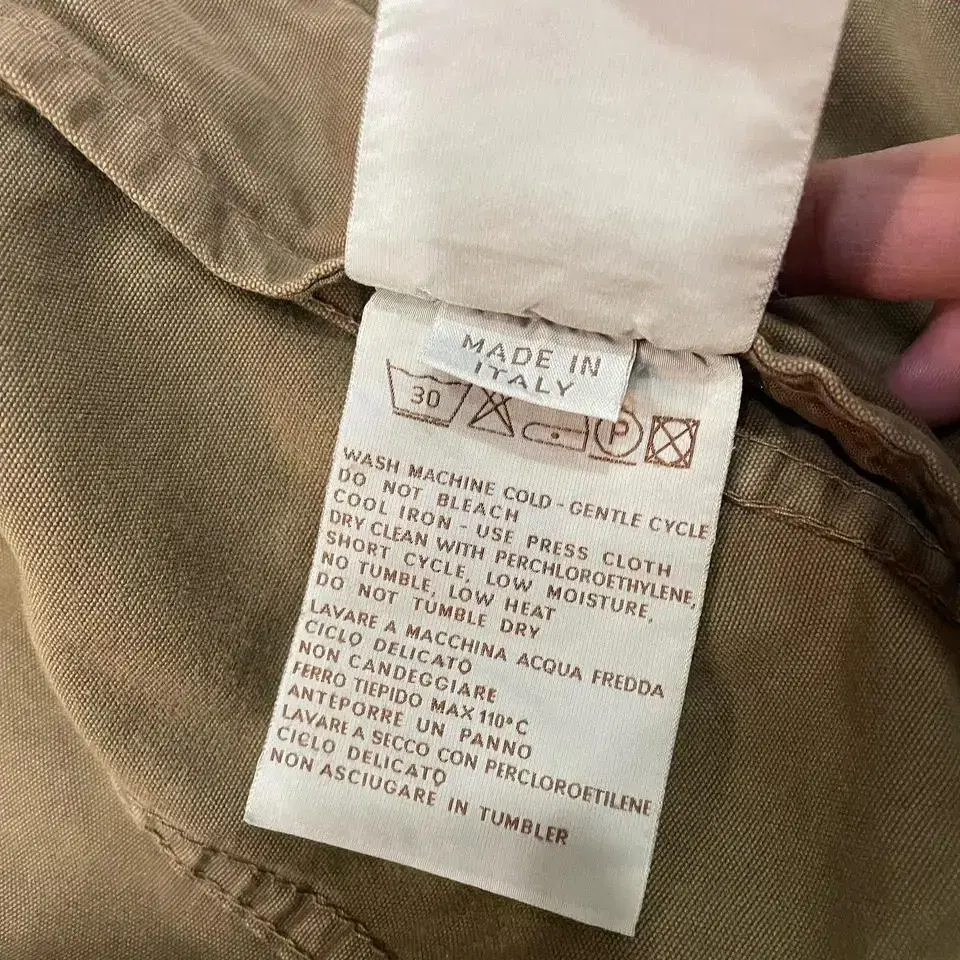 MADE IN
ITALY
30
P
WASH MACHINE COLD - GENTLE CYCLE
DO NOT BLEACH
COOL IRON - USE PRESS CLOTH
DRY CLEAN WITH PERCHLOROETHYLENE,
SHORT CYCLE, LOW MOISTURE,
NO TUMBLE, LOW HEAT
DO NOT TUMBLE DRY
LAVARE A MACCHINA ACQUA FREDDA
CICLO DELICATO
NON CANDEGGIARE
FERRO TIEPIDO MAX 110° C
ANTEPORRE UN PANNO
LAVARE A SECCO CON PERCLOROETILENE
CICLO DELICATO
NON ASCIUGARE IN TUMBLER